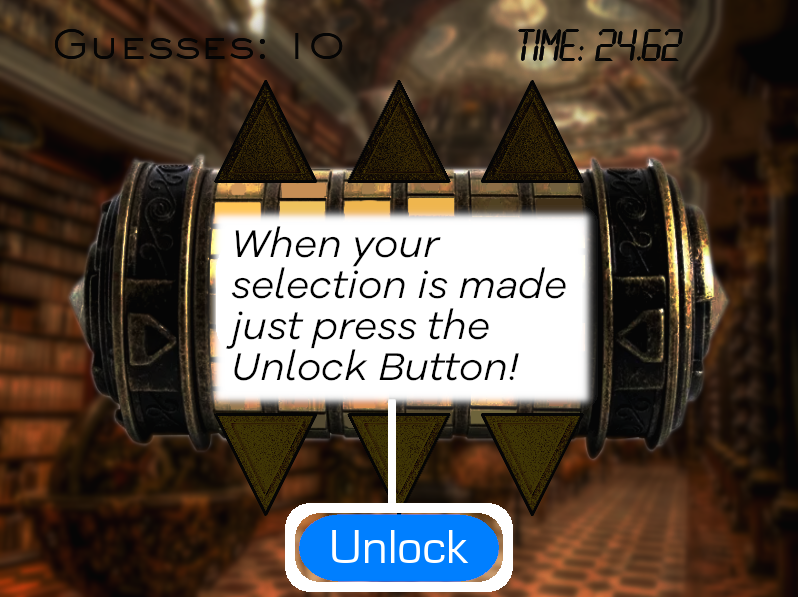 Guesses: 10
TIME: 24.62
When your
selection is made
just press the
Unlock Button!
Unlock